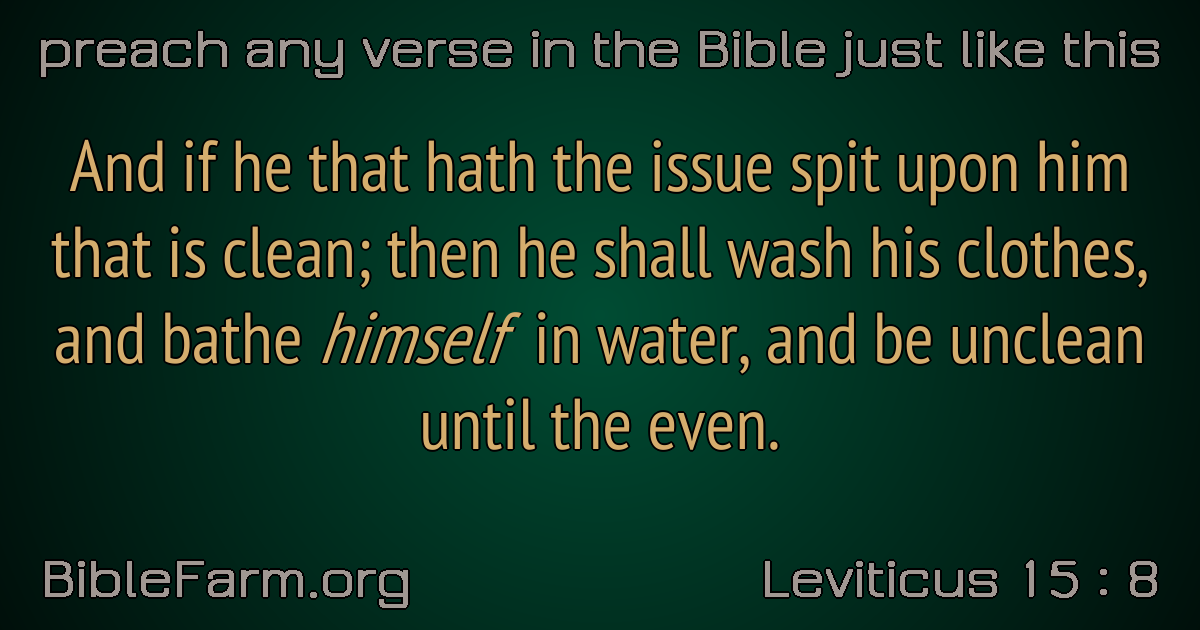 preach any verse in the Bible just like this
And if he that hath the issue spit upon him
that is clean; then he shall wash his clothes,
and bathe himself in water, and be unclean
until the even.
BibleFarm.org
Leviticus 15 : 8